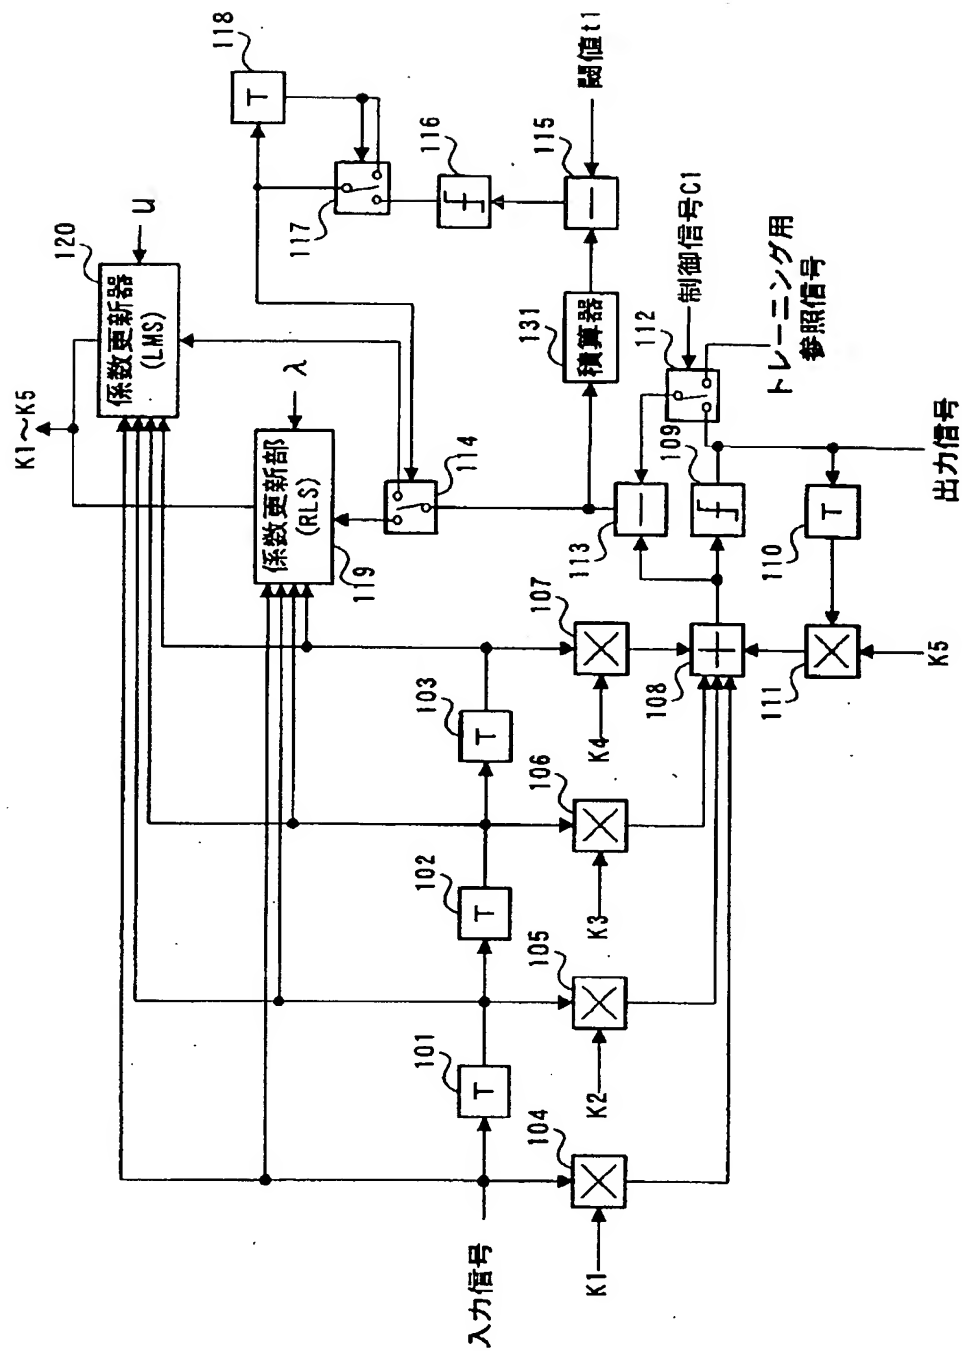 K1～K5
120
u
係数更新器
(LMS)
118
T
係数更新部
(RLS)
λ
117
119
101
102
103
116
114
入力信号
T
T
T
104
105
106
107
131
115
113
積算器
閾値t1
K1
K2
K3
K4
108
109
112
制御信号C1
111
110
トレーニング用
参照信号
T
K5
出力信号